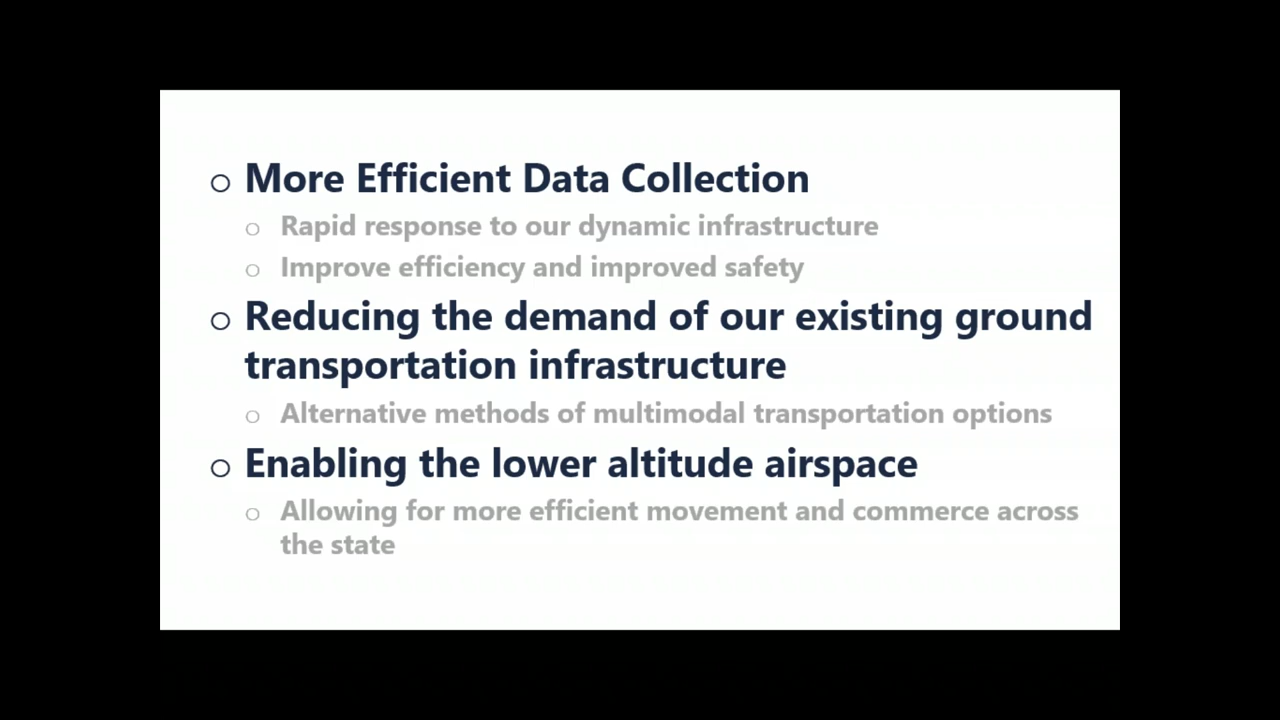 o More Efficient Data Collection
o Rapid response to our dynamic infrastructure
o Improve efficiency and improved safety
o Reducing the demand of our existing ground
transportation infrastructure
o Alternative methods of multimodal transportation options
o Enabling the lower altitude airspace
o Allowing for more efficient movement and commerce across
the state